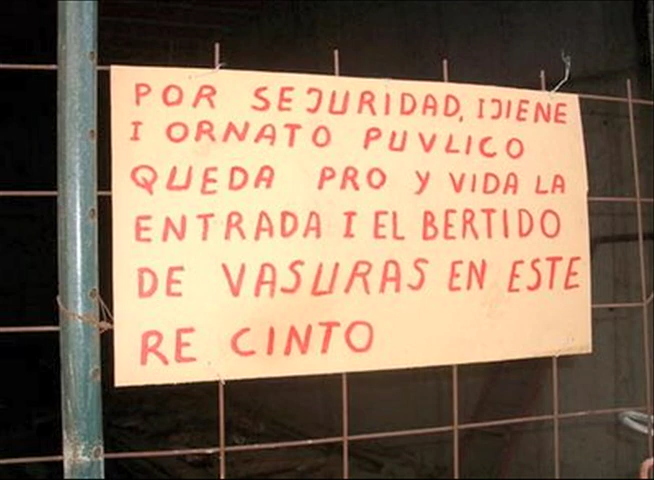 POR SEJURIDAD, IJIENE
I ORNATO PUVLICO
QUEDA PRO Y VIDA LA
ENTRADA I EL BERTIDO
DE VASURAS EN ESTE
RE CINTO